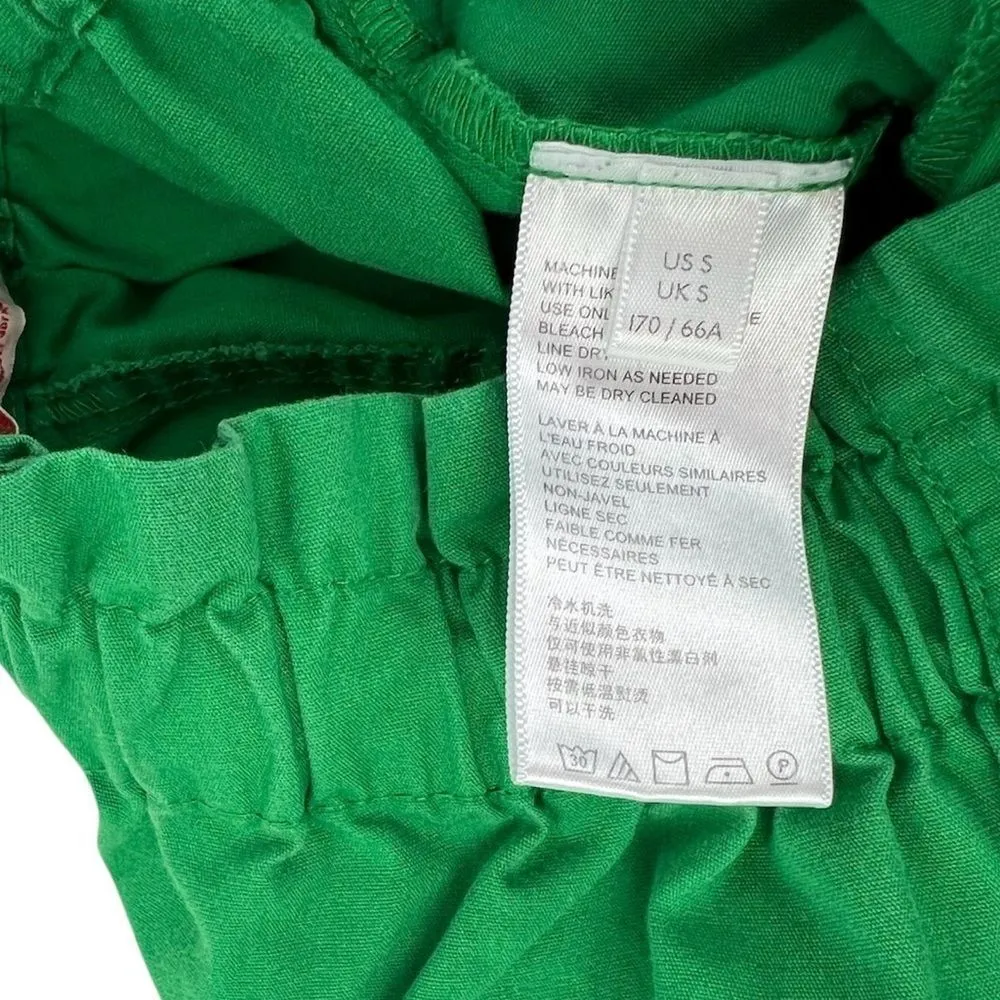 US S
UK S
170 / 66A
MACHINE
WITH LIK
USE ONL E
BLEACH
LINE DRY
LOW IRON AS NEEDED
MAY BE DRY CLEANED
LAVER À LA MACHINE À
L'EAU FROID
AVEC COULEURS SIMILAIRES
UTILISEZ SEULEMENT
NON-JAVEL
LIGNE SEC
FAIBLE COMME FER
NÉCESSAIRES
PEUT ÊTRE NETTOYÉ À SEC
冷水机洗
与近似颜色衣物
仅可使用非氯性漂白剂
悬挂晾干
按需低温熨烫
可以干洗
30 P